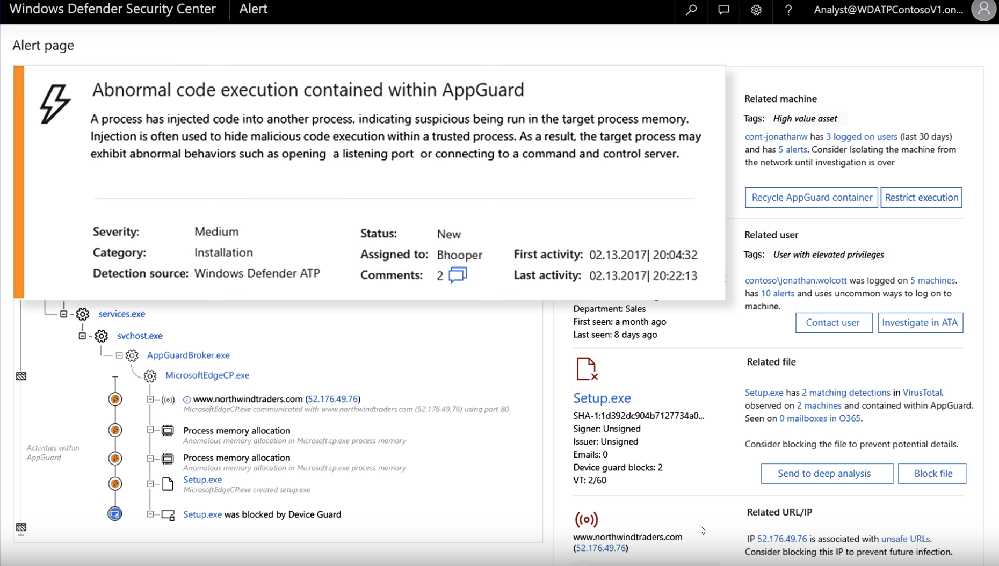 Windows Defender Security Center
Alert
Analyst@WDATPContosoV1.on...
Alert page
Abnormal code execution contained within AppGuard
A process has injected code into another process, indicating suspicious being run in the target process memory.
Injection is often used to hide malicious code execution within a trusted process. As a result, the target process may
exhibit abnormal behaviors such as opening a listening port or connecting to a command and control server.
Severity: Medium
Category: Installation
Detection source: Windows Defender ATP
Status: New
Assigned to: Bhooper
Comments: 2
First activity: 02.13.2017| 20:04:32
Last activity: 02.13.2017| 20:22:13
services.exe
svchost.exe
AppGuardBroker.exe
MicrosoftEdgeCP.exe
www.northwindtraders.com (52.176.49.76)
MicrosoftEdgeCP.exe communicated with www.northwindtraders.com (52.176.49.76) using port 80
Process memory allocation
Anomalous memory allocation in Microsoft.cp.exe process memory
Process memory allocation
Anomalous memory allocation in Microsoft.cp.exe process memory
Setup.exe
MicrosoftEdgeCP.exe created setup.exe
Setup.exe was blocked by Device Guard
Activities within
AppGuard
Related machine
Tags: High value asset
cont-jonathanw has 3 logged on users (last 30 days)
and has 5 alerts. Consider Isolating the machine from
the network until investigation is over
Recycle AppGuard container
Restrict execution
Related user
Tags: User with elevated privileges
contoso\jonathan.wolcott was logged on 5 machines.
has 10 alerts and uses uncommon ways to log on to
machine.
Contact user
Investigate in ATA
Department: Sales
First seen: a month ago
Last seen: 8 days ago
Setup.exe
SHA-1:1d392dc904b7127734a0...
Signer: Unsigned
Issuer: Unsigned
Emails: 0
Device guard blocks: 2
VT: 2/60
Related file
Setup.exe has 2 matching detections in VirusTotal,
observed on 2 machines and contained within AppGuard.
Seen on 0 mailboxes in O365.
Consider blocking the file to prevent potential details.
Send to deep analysis
Block file
www.northwindtraders.com
(52.176.49.76)
Related URL/IP
IP 52.176.49.76 is associated with unsafe URLs.
Consider blocking this IP to prevent future infection.